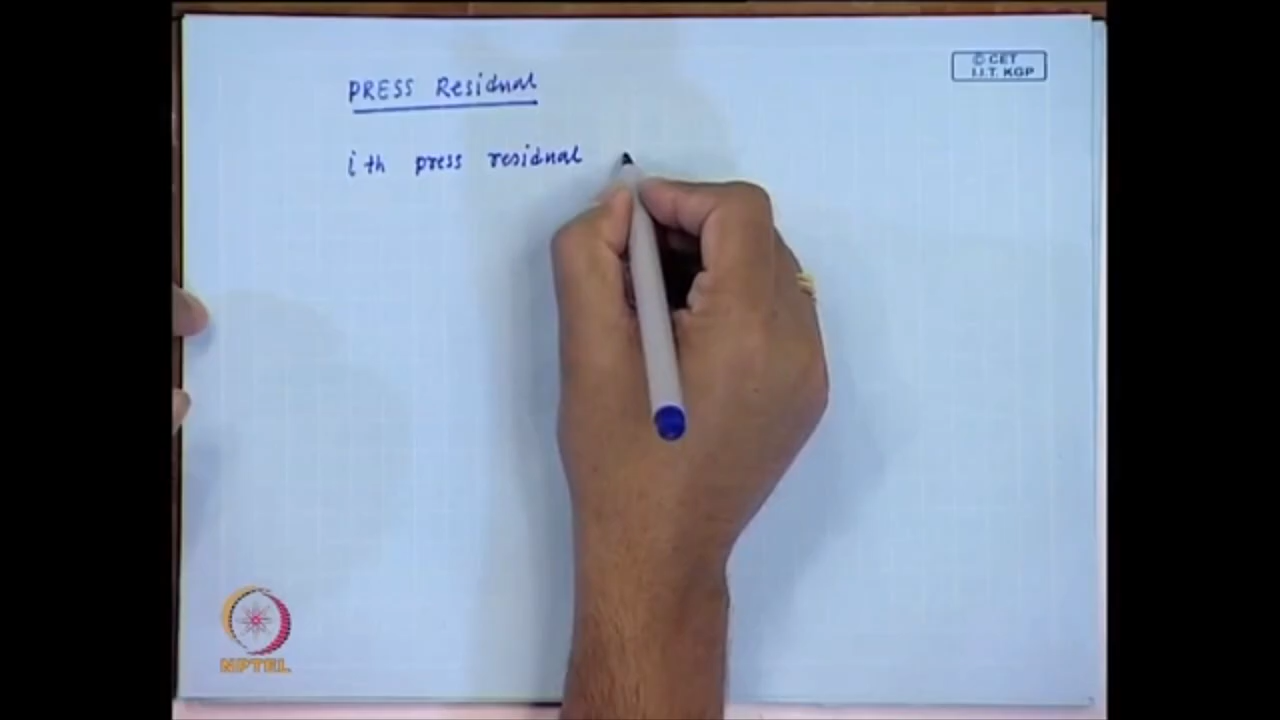 © CET
I.I.T. KGP
PRESS Residual
i th press residual
NPTEL